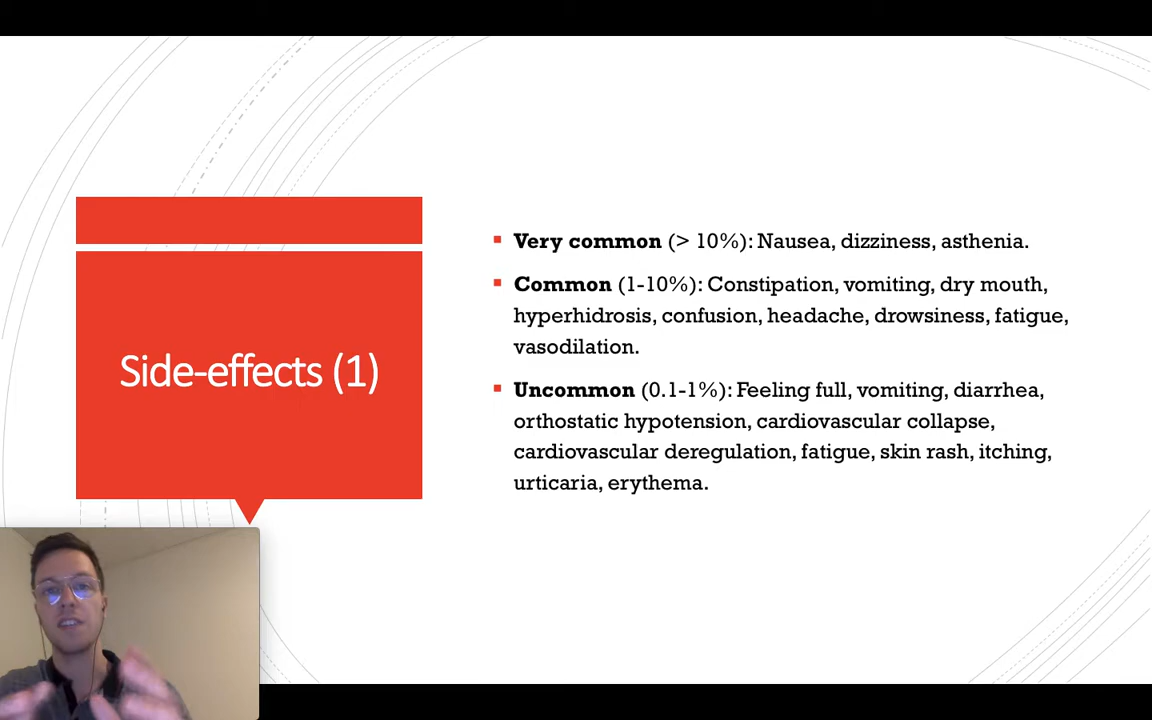 Side-effects (1)
Very common (> 10%): Nausea, dizziness, asthenia.
Common (1-10%): Constipation, vomiting, dry mouth,
hyperhidrosis, confusion, headache, drowsiness, fatigue,
vasodilation.
Uncommon (0.1-1%): Feeling full, vomiting, diarrhea,
orthostatic hypotension, cardiovascular collapse,
cardiovascular deregulation, fatigue, skin rash, itching,
urticaria, erythema.